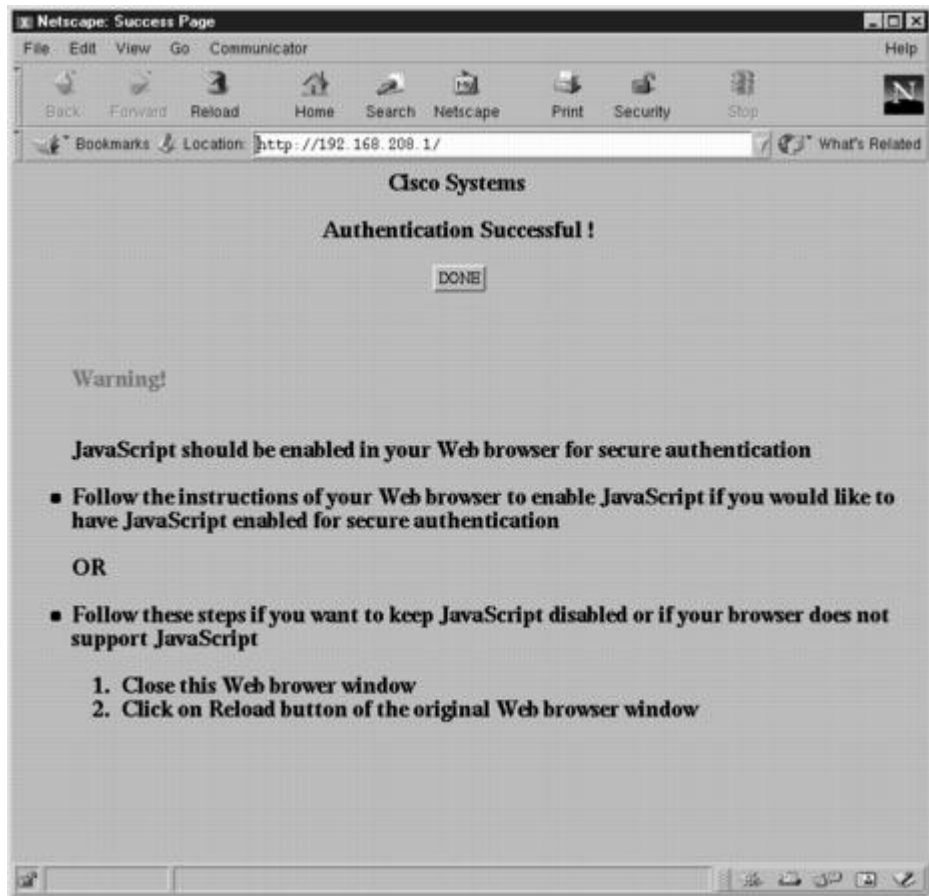 Netscape: Success Page
File Edit View Go Communicator Help
Back Forward Reload Home Search Netscape Print Security Stop
N
Bookmarks Location: http://192.168.208.1/ What's Related
Cisco Systems
Authentication Successful !
DONE
Warning!
JavaScript should be enabled in your Web browser for secure authentication
Follow the instructions of your Web browser to enable JavaScript if you would like to
have JavaScript enabled for secure authentication
OR
Follow these steps if you want to keep JavaScript disabled or if your browser does not
support JavaScript
1. Close this Web brower window
2. Click on Reload button of the original Web browser window